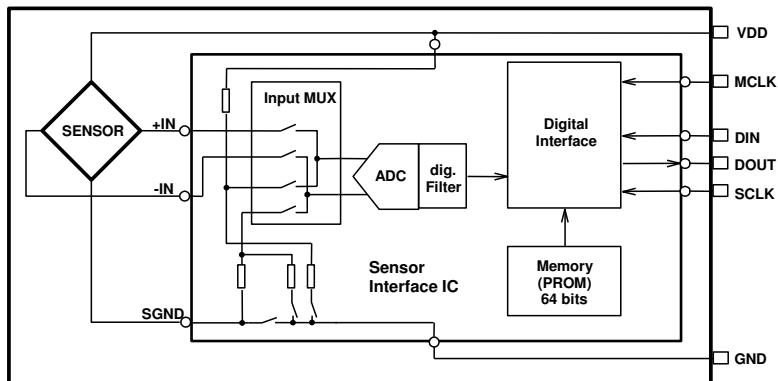 VDD
MCLK
Input MUX
+IN
SENSOR
Digital
Interface
DIN
DOUT
ADC
dig.
Filter
-IN
SCLK
Sensor
Interface IC
Memory
(PROM)
64 bits
SGND
GND